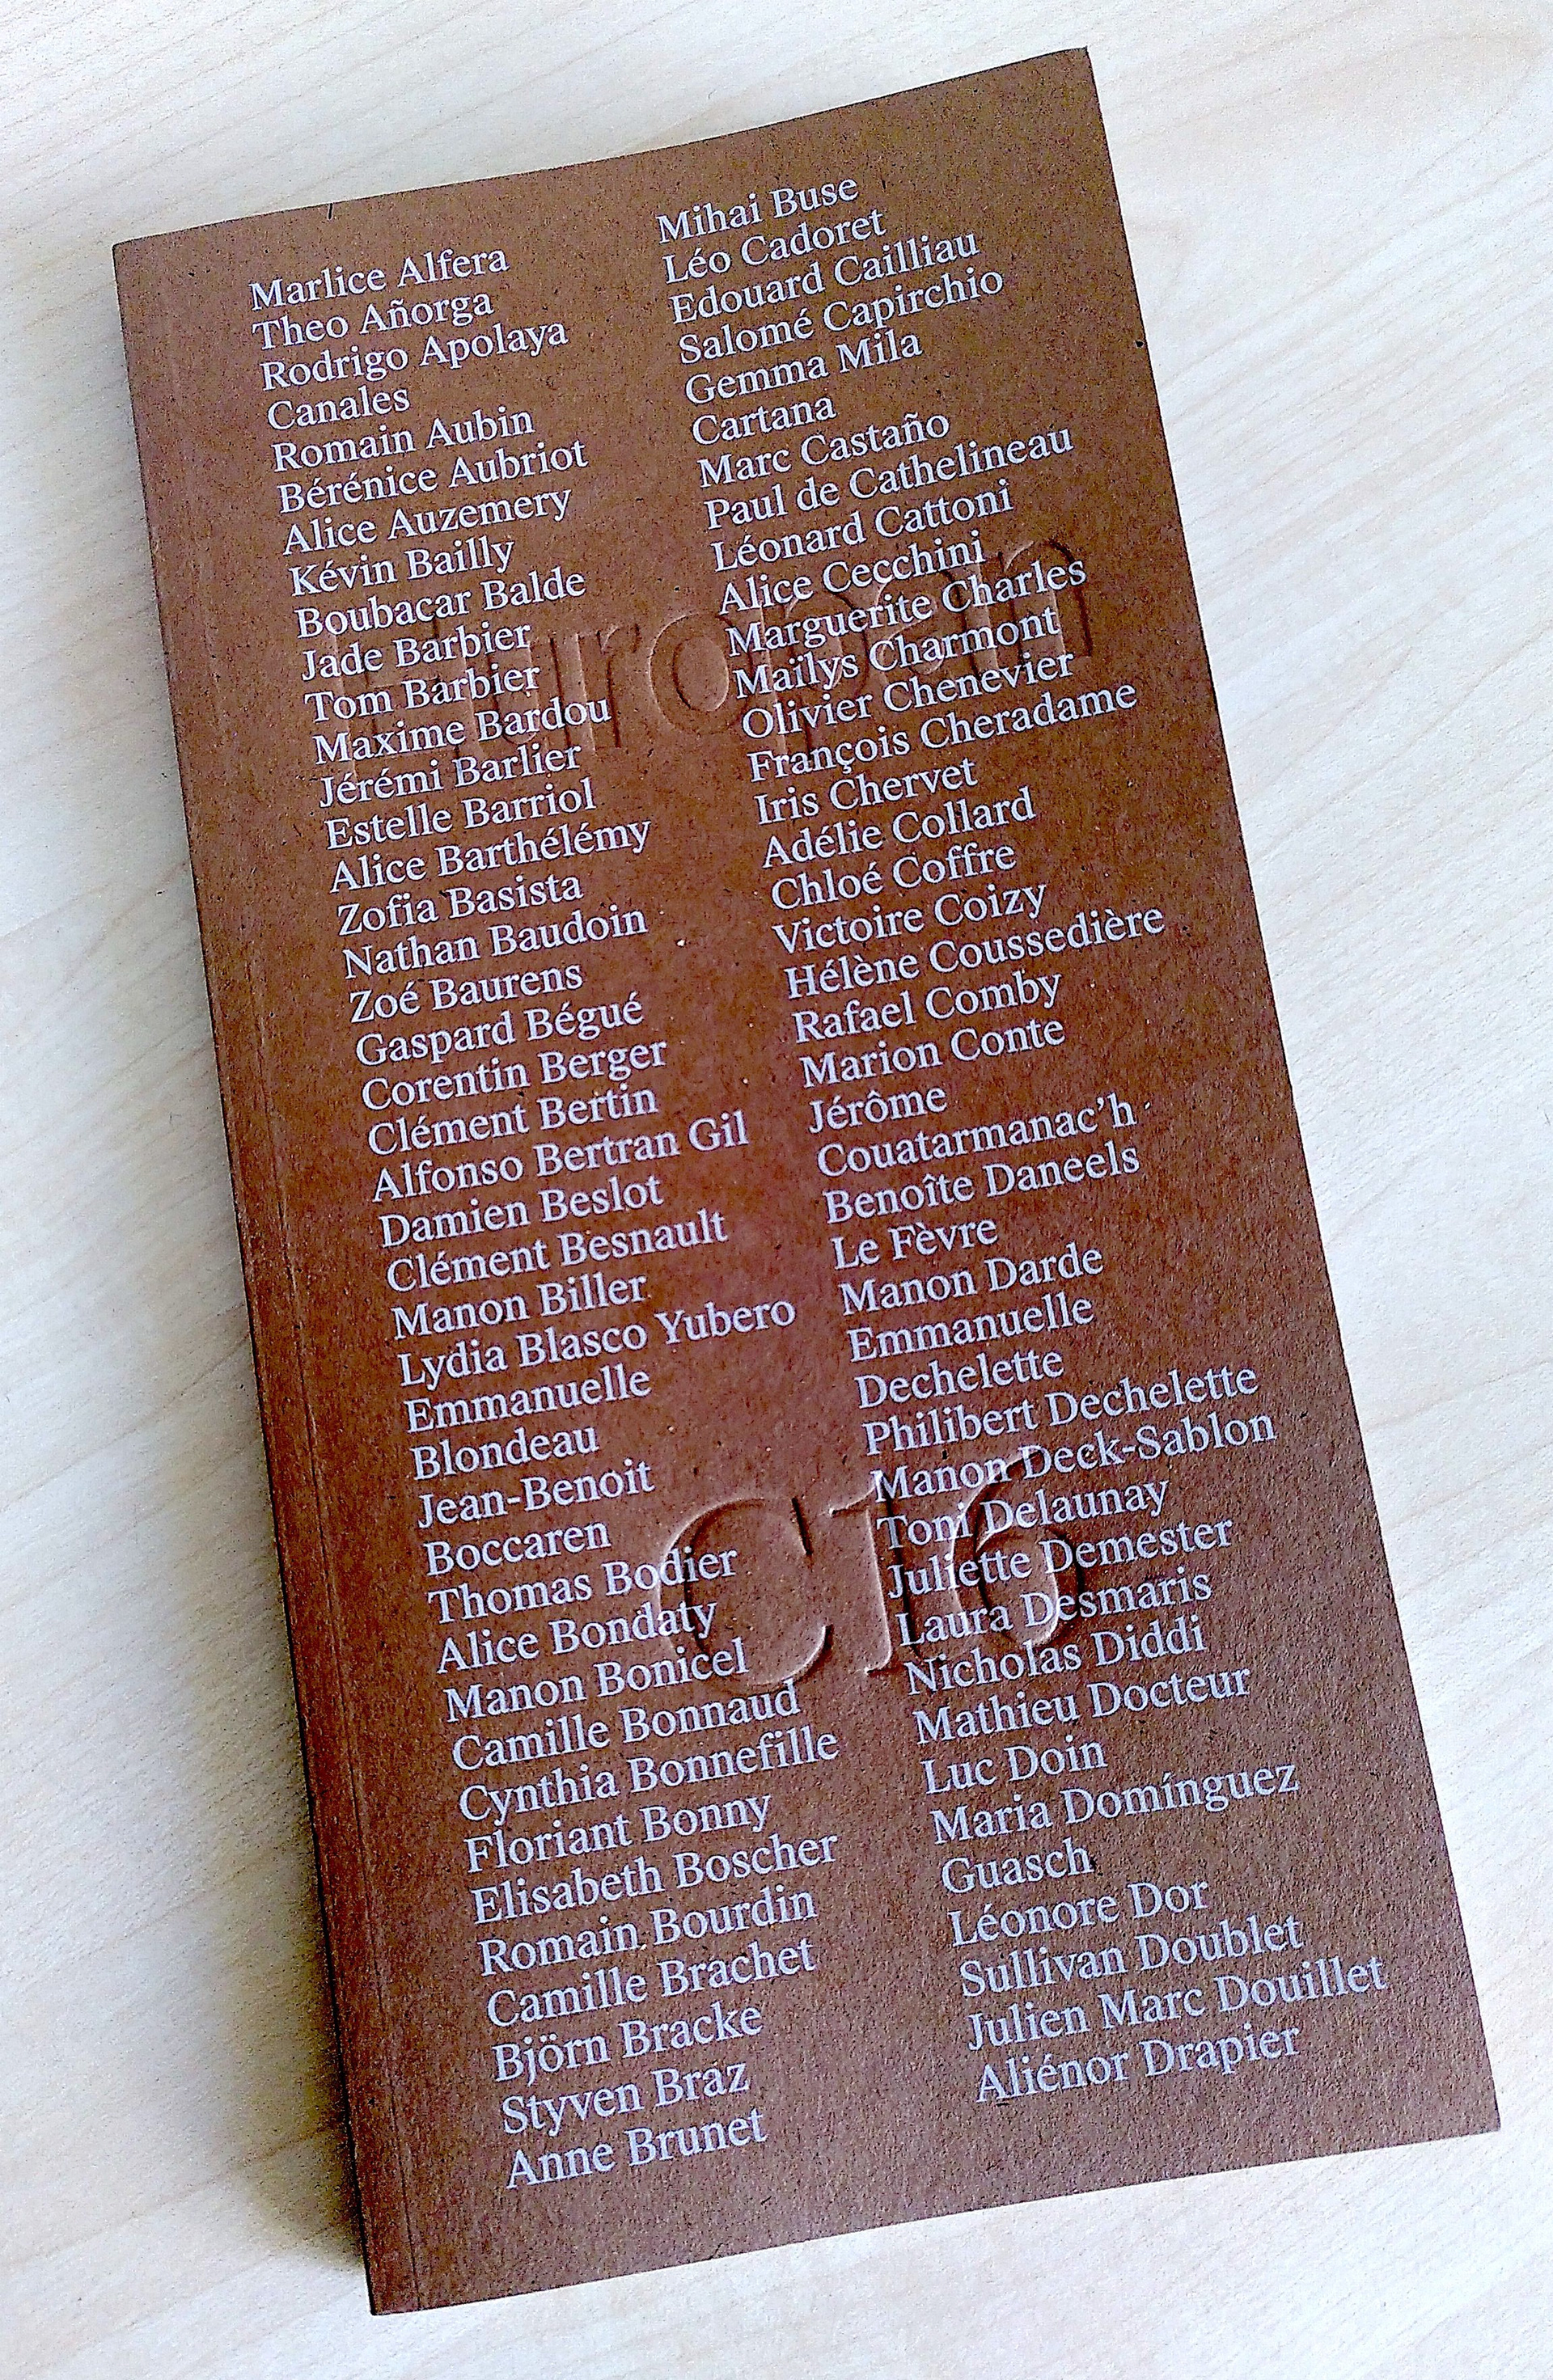 Marlice Alfera
Theo Añorga
Rodrigo Apolaya
Canales
Romain Aubin
Bérénice Aubriot
Alice Auzemery
Kévin Bailly
Boubacar Balde
Jade Barbier
Tom Barbier
Maxime Bardou
Jérémi Barlier
Estelle Barriol
Alice Barthélémy
Zofia Basista
Nathan Baudoin
Zoé Baurens
Gaspard Bégué
Corentin Berger
Clément Bertin
Alfonso Bertran Gil
Damien Beslot
Clément Besnault
Manon Biller
Lydia Blasco Yubero
Emmanuelle
Blondeau
Jean-Benoit
Boccaren
Thomas Bodier
Alice Bondaty
Manon Bonicel
Camille Bonnaud
Cynthia Bonnefille
Floriant Bonny
Elisabeth Boscher
Romain Bourdin
Camille Brachet
Björn Bracke
Styven Braz
Anne Brunet
Mihai Buse
Léo Cadoret
Edouard Cailliau
Salomé Capirchio
Gemma Mila
Cartana
Marc Castaño
Paul de Cathelineau
Léonard Cattoni
Alice Cecchini
Marguerite Charles
Maïlys Charmont
Olivier Chenevier
François Cheradame
Iris Chervet
Adélie Collard
Chloé Coffre
Victoire Coizy
Hélène Coussedière
Rafael Comby
Marion Conte
Jérôme
Couatarmanac’h
Benoîte Daneels
Le Fèvre
Manon Darde
Emmanuelle
Dechelette
Philibert Dechelette
Manon Deck-Sablon
Toni Delaunay
Juliette Demester
Laura Desmaris
Nicholas Diddi
Mathieu Docteur
Luc Doin
Maria Domínguez
Guasch
Léonore Dor
Sullivan Doublet
Julien Marc Douillet
Aliénor Drapier
Europan
C16